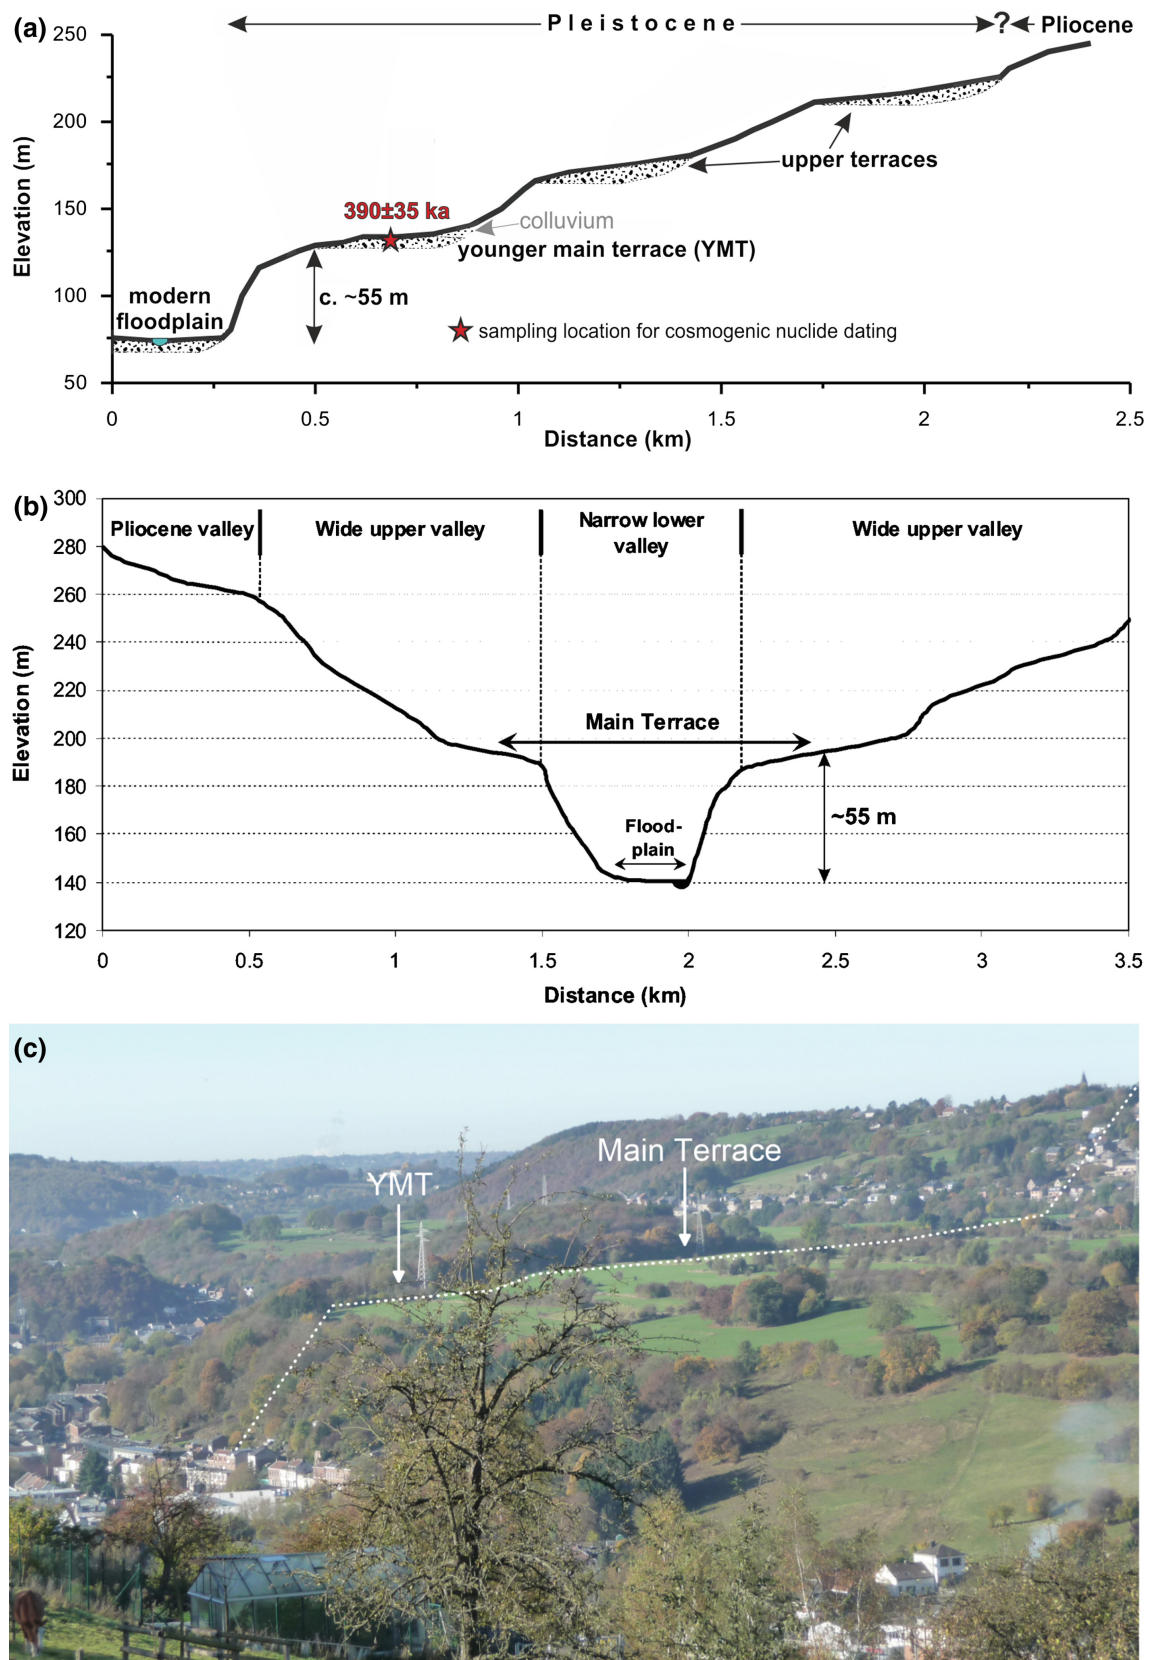 (a)
P l e i s t o c e n e
?
Pliocene
250
200
150
100
50
Elevation (m)
upper terraces
390±35 ka
colluvium
younger main terrace (YMT)
modern
floodplain
c. ~55 m
sampling location for cosmogenic nuclide dating
0
0.5
1
1.5
2
2.5
Distance (km)
(b)
300
280
260
240
220
200
180
160
140
120
Elevation (m)
Pliocene valley
Wide upper valley
Narrow lower
valley
Wide upper valley
Main Terrace
Flood-
plain
~55 m
0
0.5
1
1.5
2
2.5
3
3.5
Distance (km)
(c)
Main Terrace
YMT